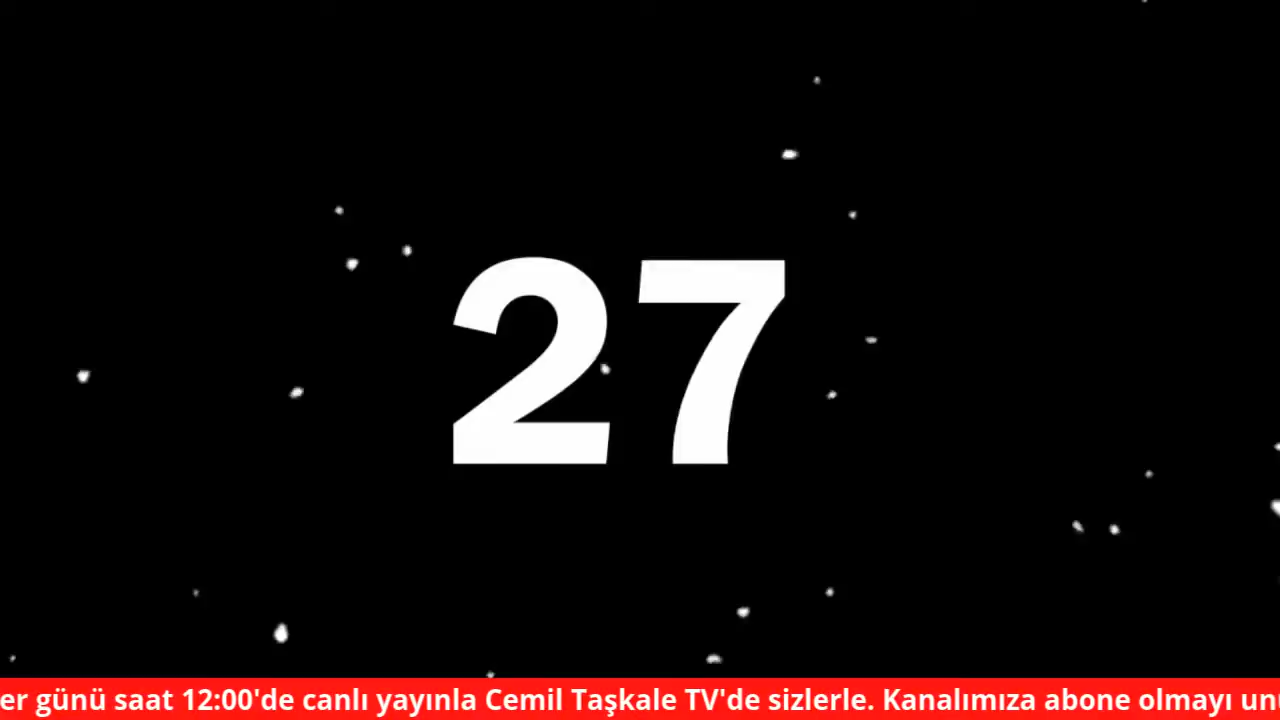 27
er günü saat 12:00'de canlı yayınla Cemil Taşkale TV'de sizlerle. Kanalımıza abone olmayı un